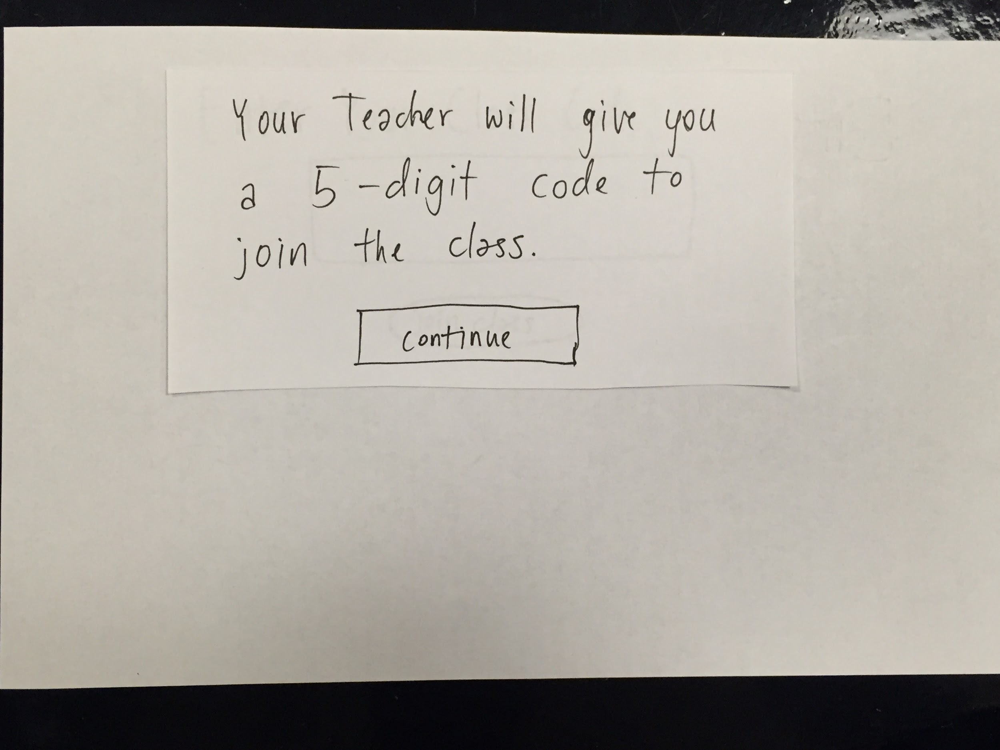 Your Teacher will give you
a 5-digit code to
join the class.
continue